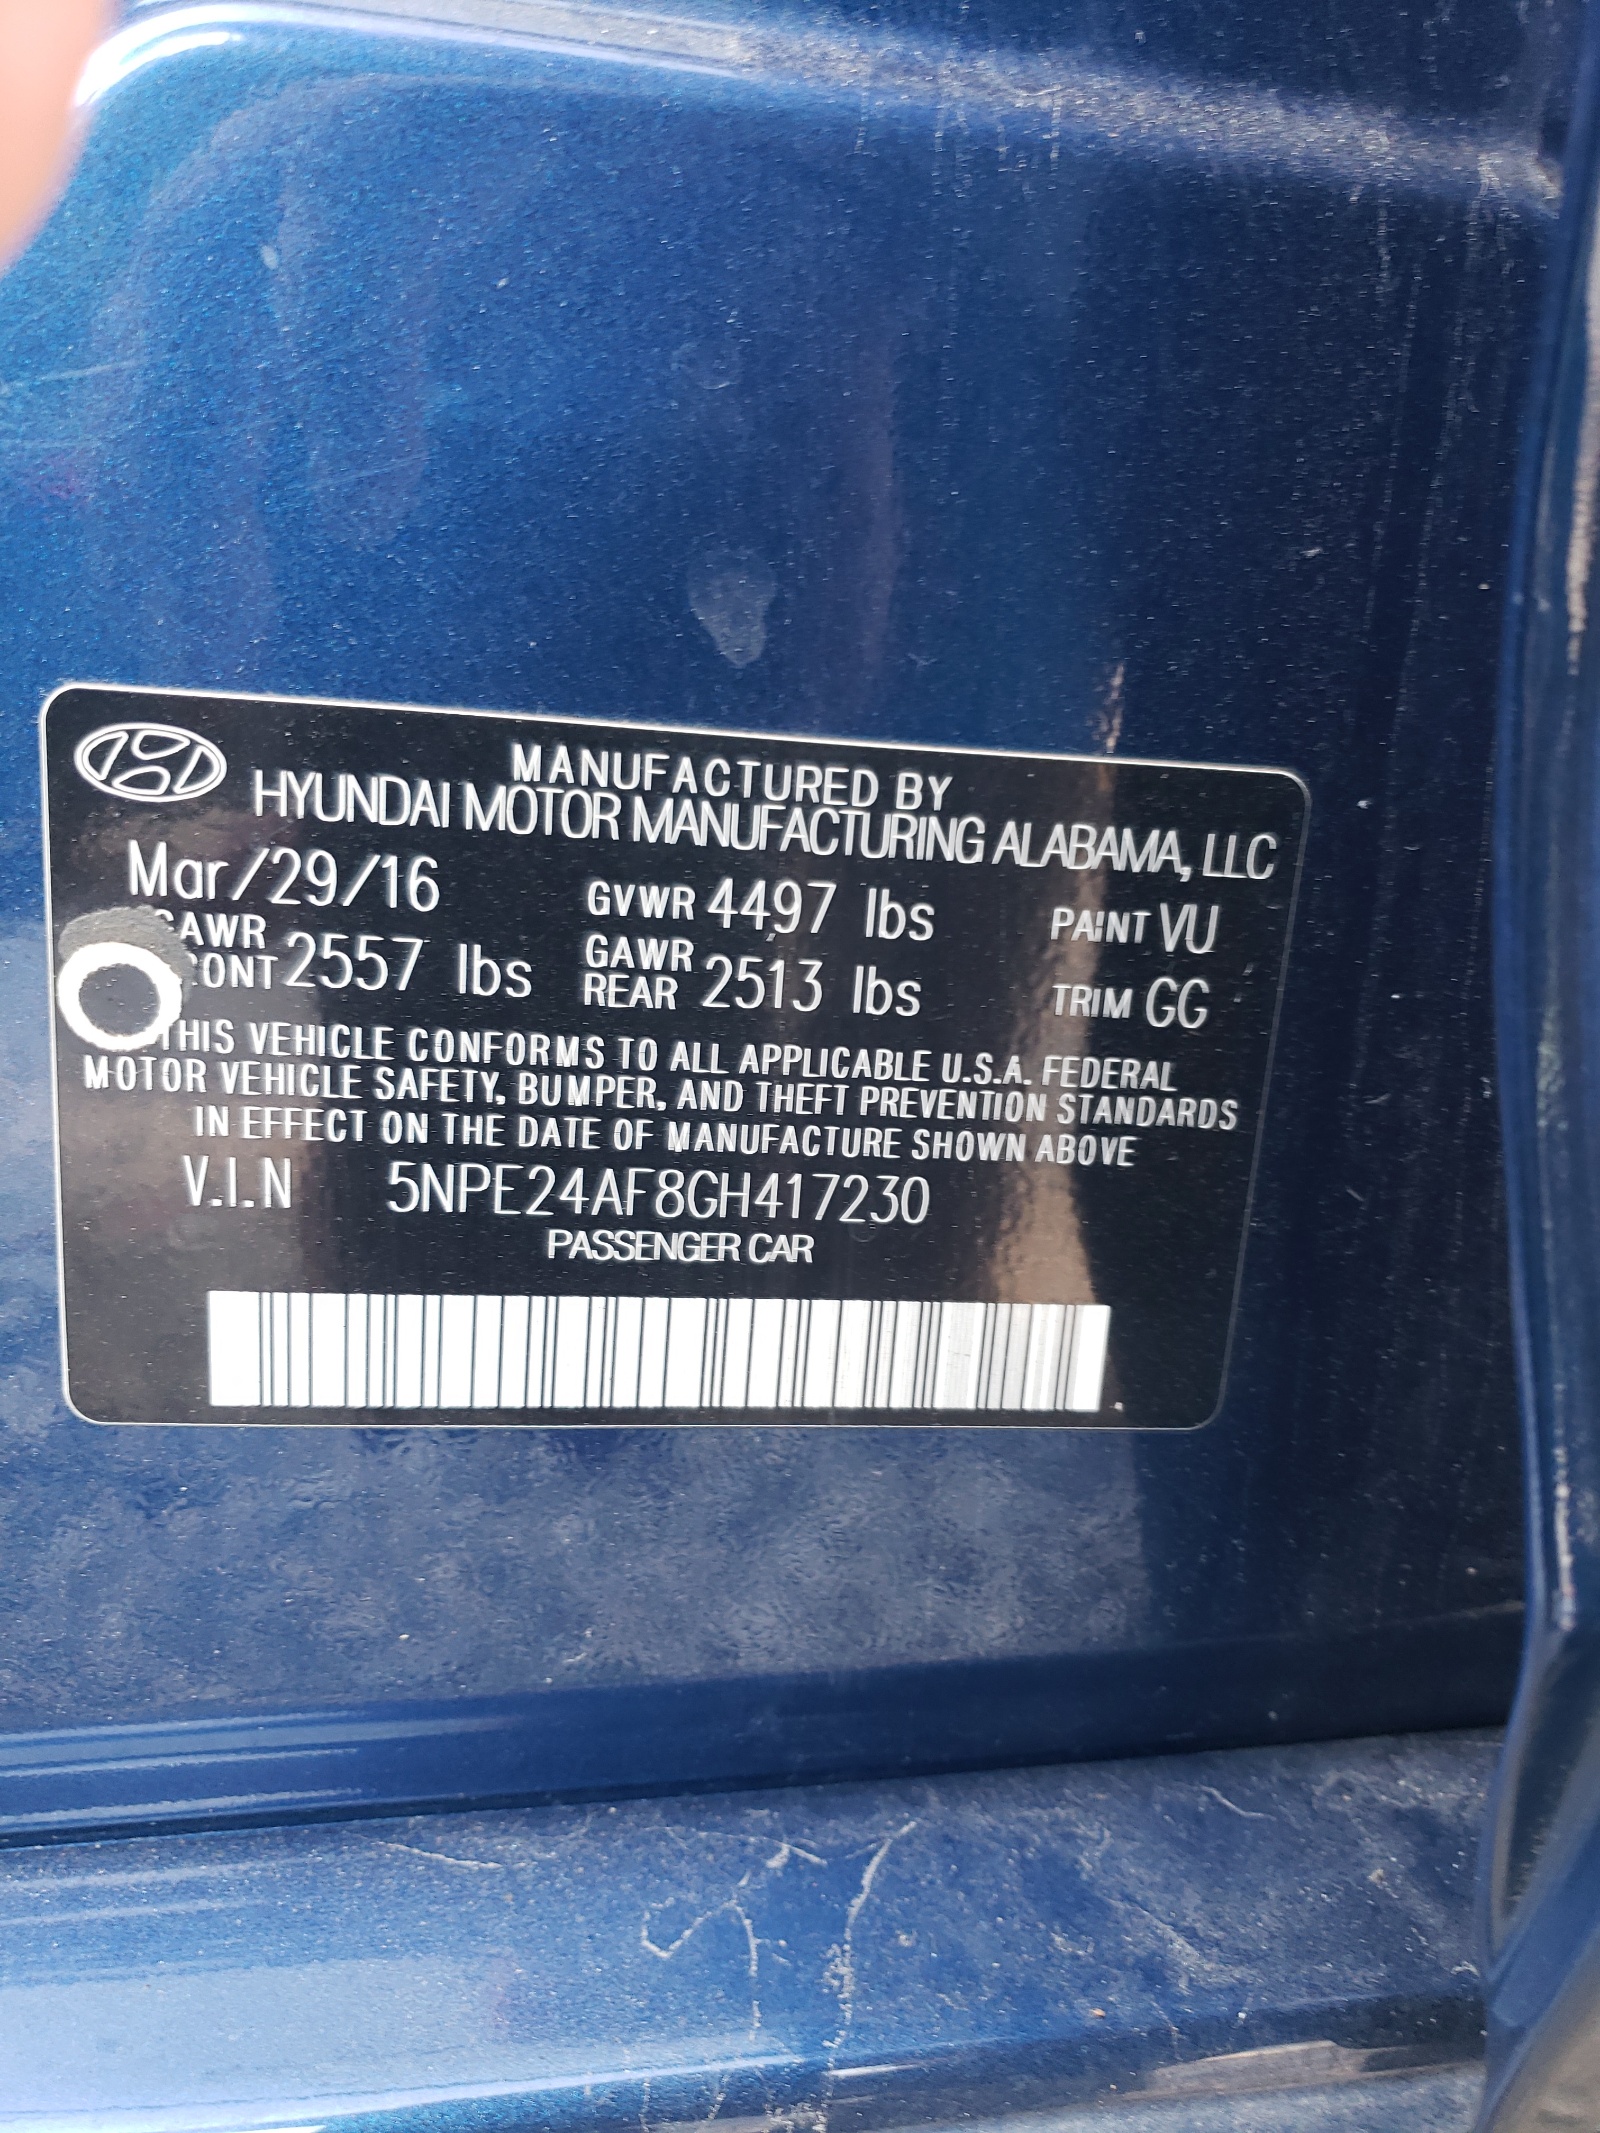 MANUFACTURED BY
HYUNDAI MOTOR MANUFACTURING ALABAMA, LLC
Mar/29/16 GVWR 4497 lbs PAINT VU
GAWR FRONT 2557 lbs GAWR REAR 2513 lbs TRIM GG
THIS VEHICLE CONFORMS TO ALL APPLICABLE U.S.A. FEDERAL
MOTOR VEHICLE SAFETY, BUMPER, AND THEFT PREVENTION STANDARDS
IN EFFECT ON THE DATE OF MANUFACTURE SHOWN ABOVE
V.I.N 5NPE24AF8GH417230
PASSENGER CAR